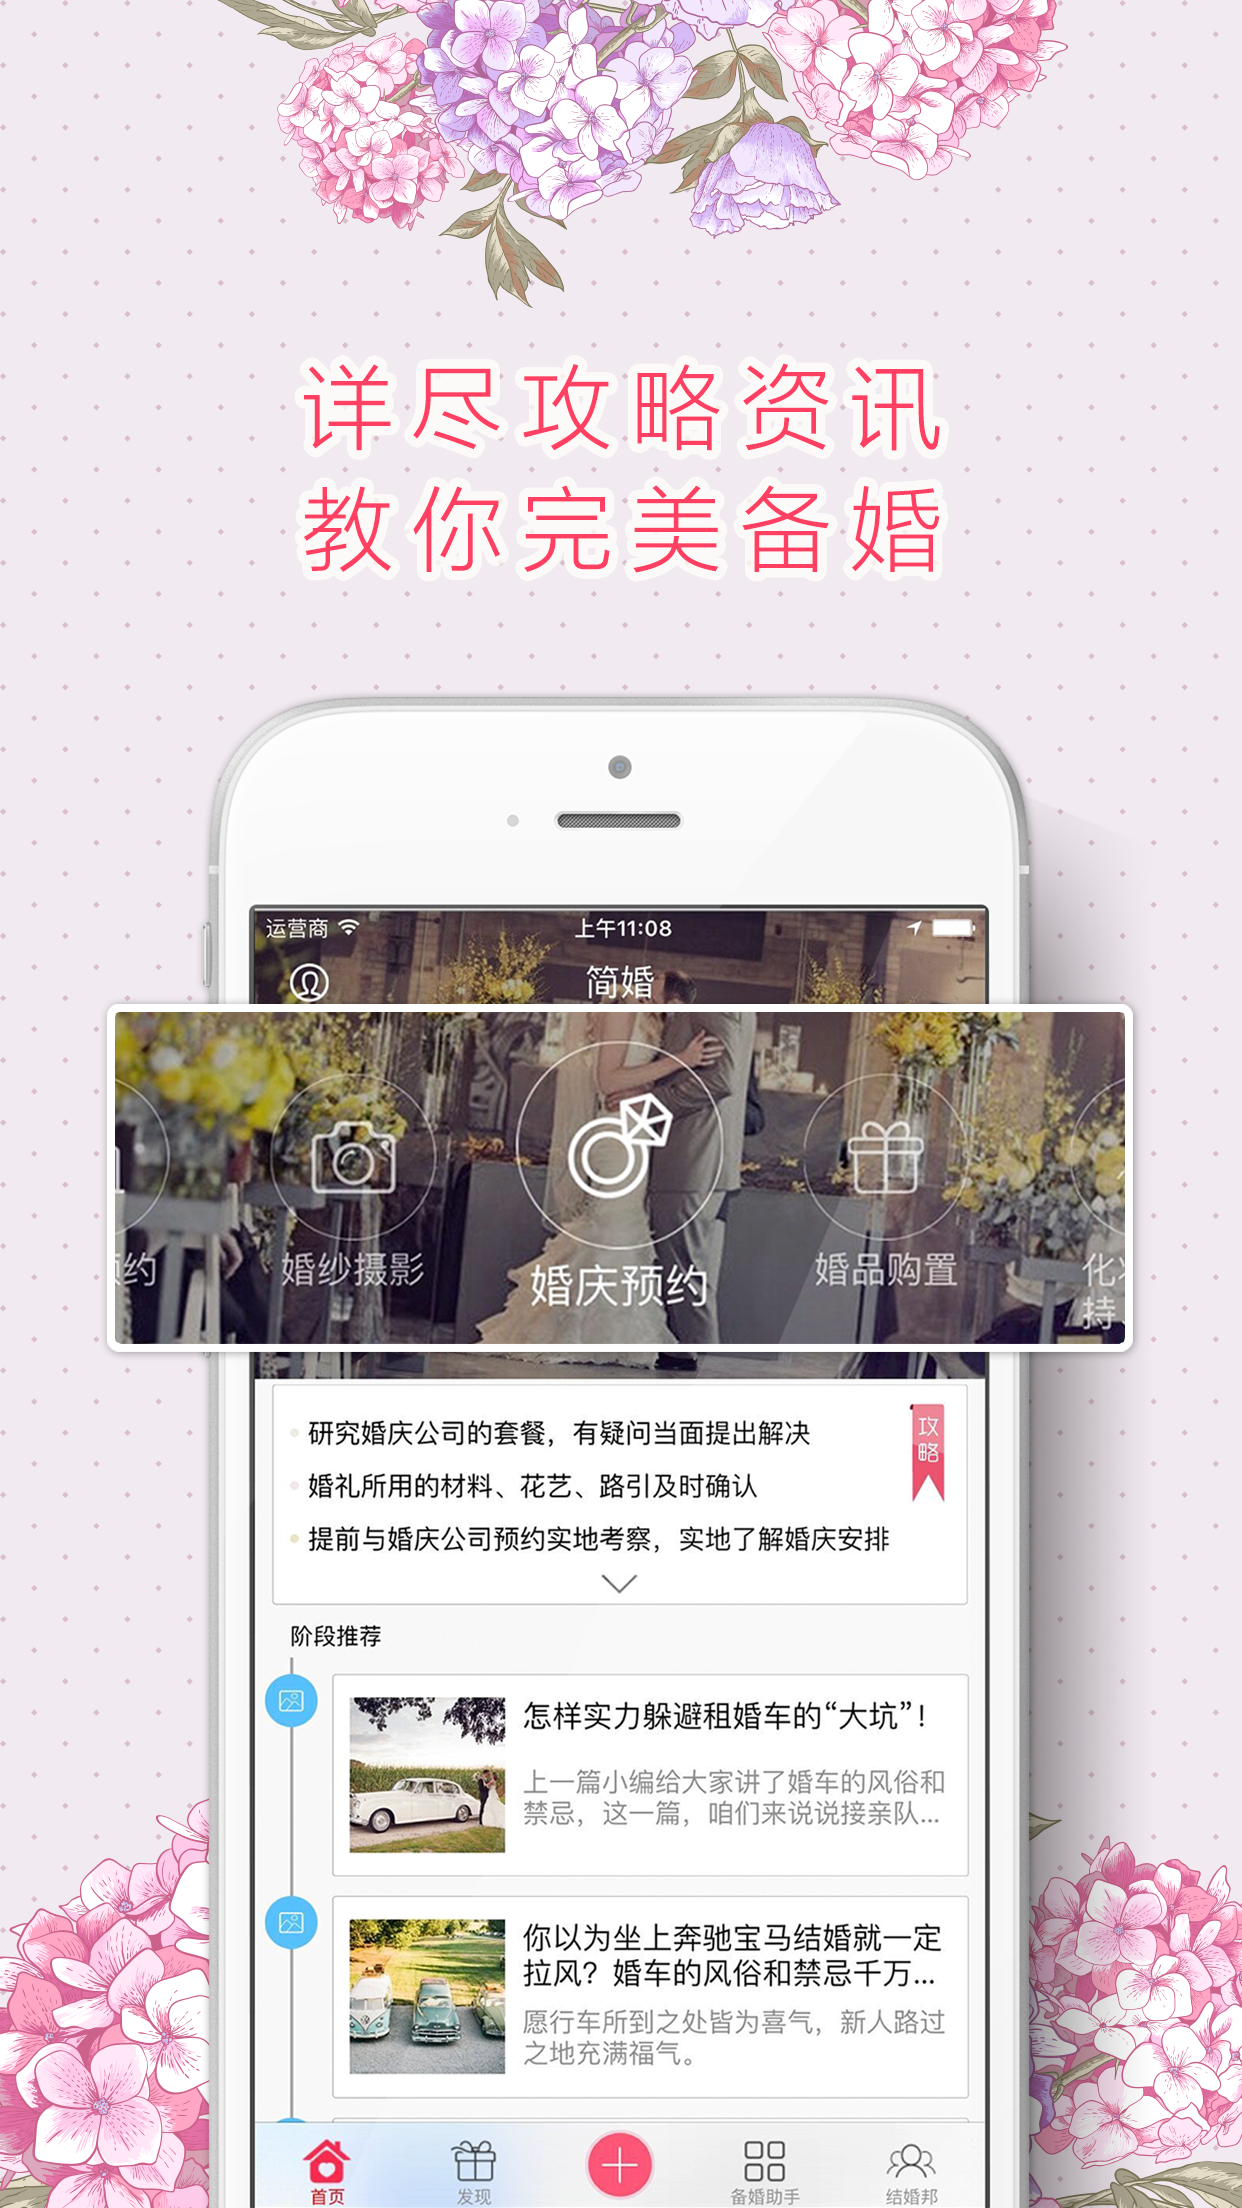 详尽攻略资讯
教你完美备婚
运营商
上午11:08
简婚
约
婚纱摄影
婚庆预约
婚品购置
化
持
研究婚庆公司的套餐，有疑问当面提出解决
婚礼所用的材料、花艺、路引及时确认
提前与婚庆公司预约实地考察，实地了解婚庆安排
攻略
阶段推荐
怎样实力躲避租婚车的“大坑”！
上一篇小编给大家讲了婚车的风俗和
禁忌，这一篇，咱们来说说接亲队...
你以为坐上奔驰宝马结婚就一定
拉风？婚车的风俗和禁忌千万...
愿行车所到之处皆为喜气，新人路过
之地充满福气。
首页
发现
备婚助手
结婚邦